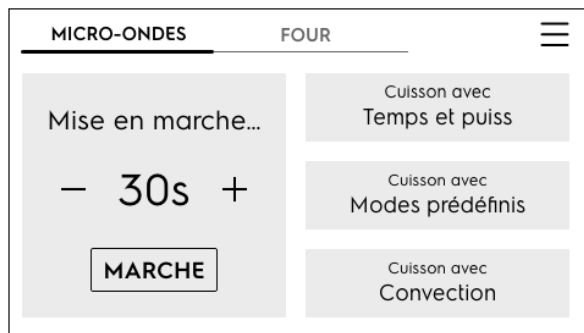 MICRO-ONDES
FOUR
Mise en marche...
− 30s +
MARCHE
Cuisson avec
Temps et puiss
Cuisson avec
Modes prédéfinis
Cuisson avec
Convection